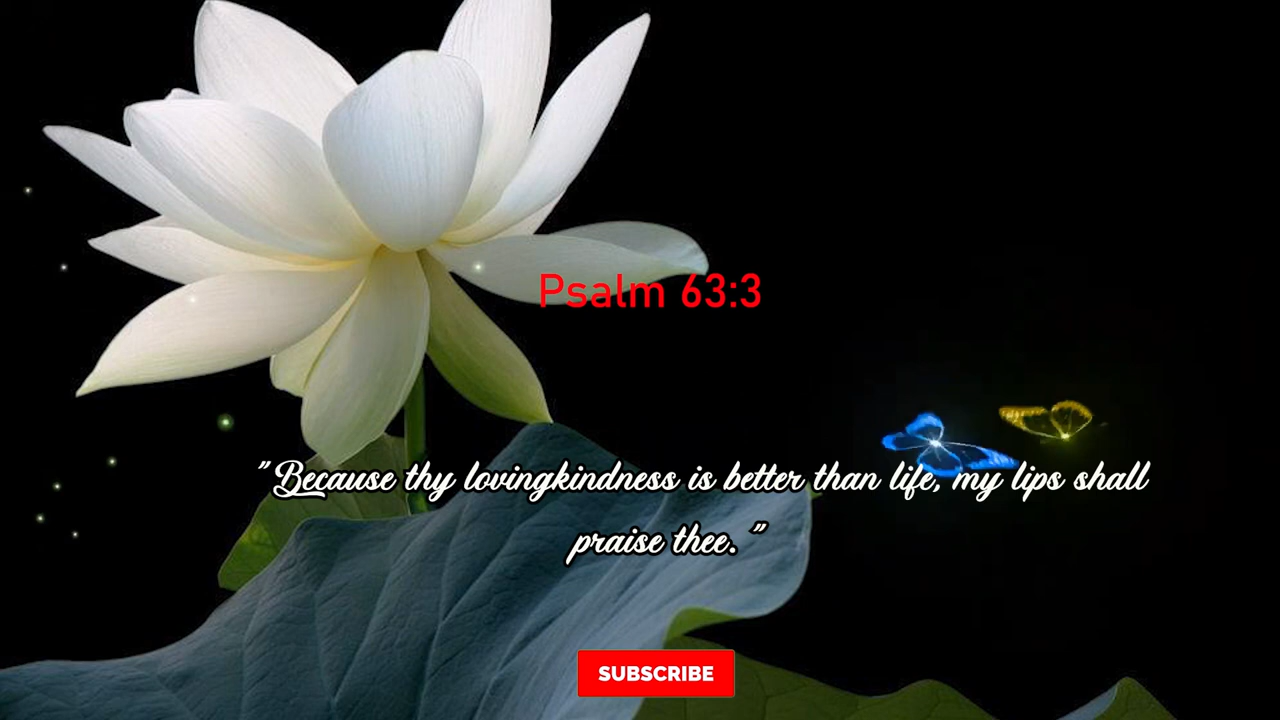 Psalm 63:3
"Because thy lovingkindness is better than life, my lips shall
praise thee. "
SUBSCRIBE